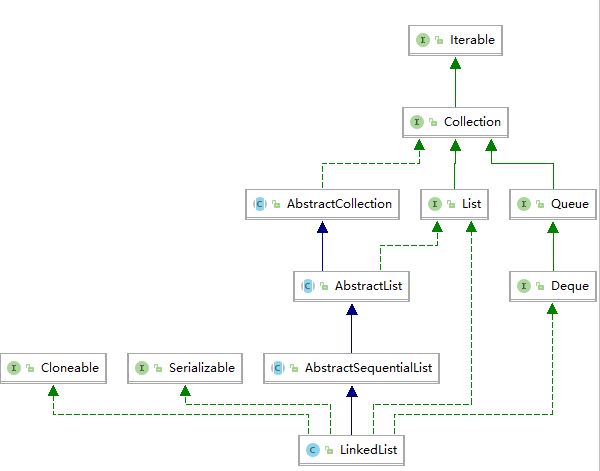 I Iterable
I Collection
C AbstractCollection
I List
I Queue
C AbstractList
I Deque
I Cloneable
I Serializable
C AbstractSequentialList
C LinkedList